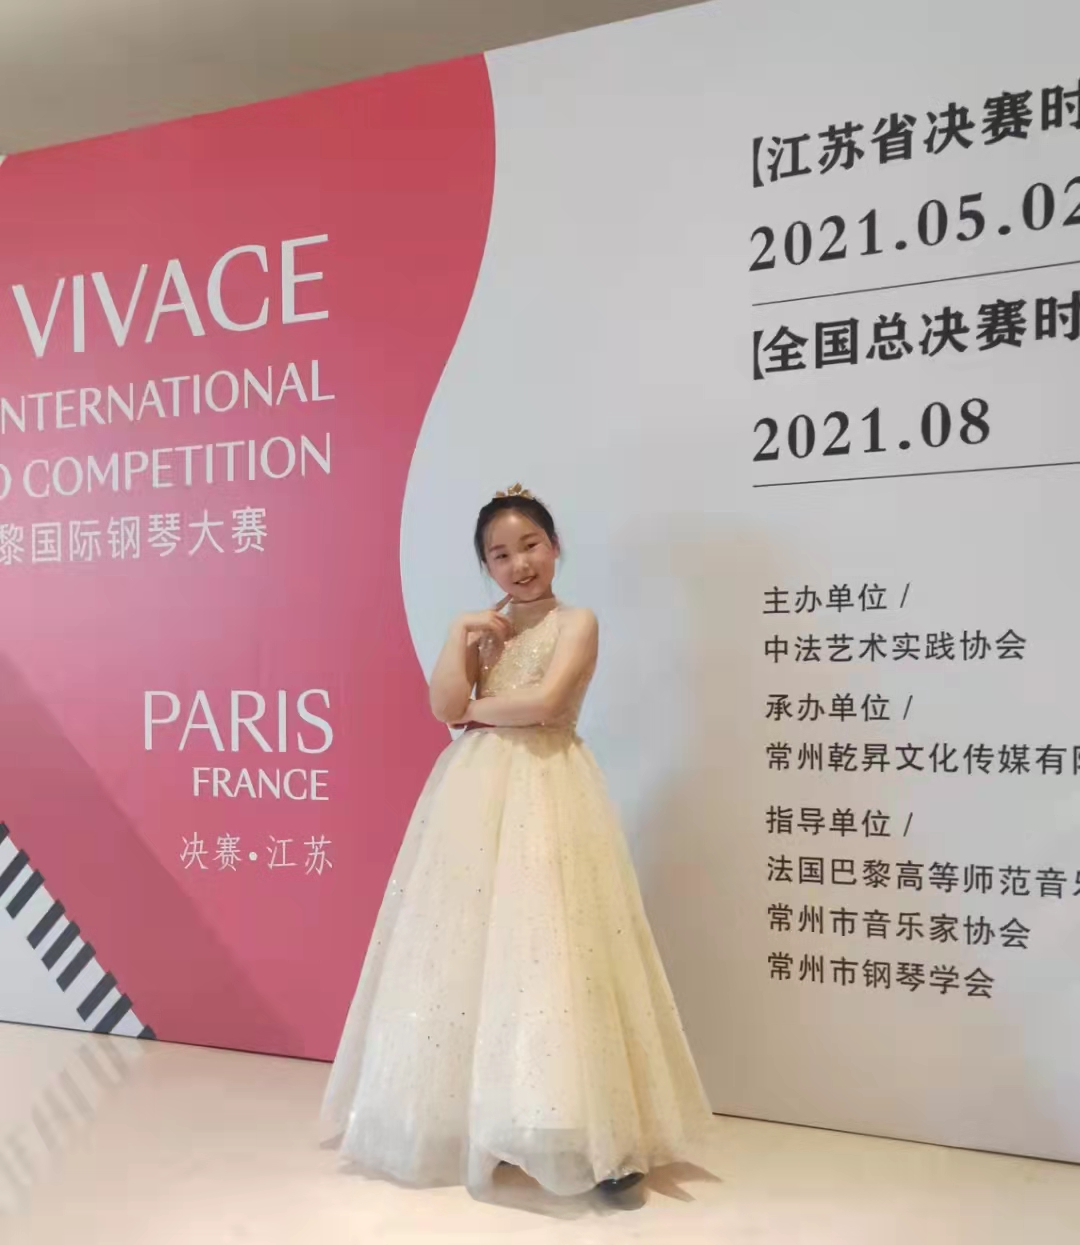 VIVACE
INTERNATIONAL
COMPETITION
黎国际钢琴大赛
PARIS
FRANCE
决赛·江苏
【江苏省决赛时
2021.05.02
【全国总决赛时
2021.08
主办单位 /
中法艺术实践协会
承办单位 /
常州乾昇文化传媒有限
指导单位 /
法国巴黎高等师范音乐
常州市音乐家协会
常州市钢琴学会